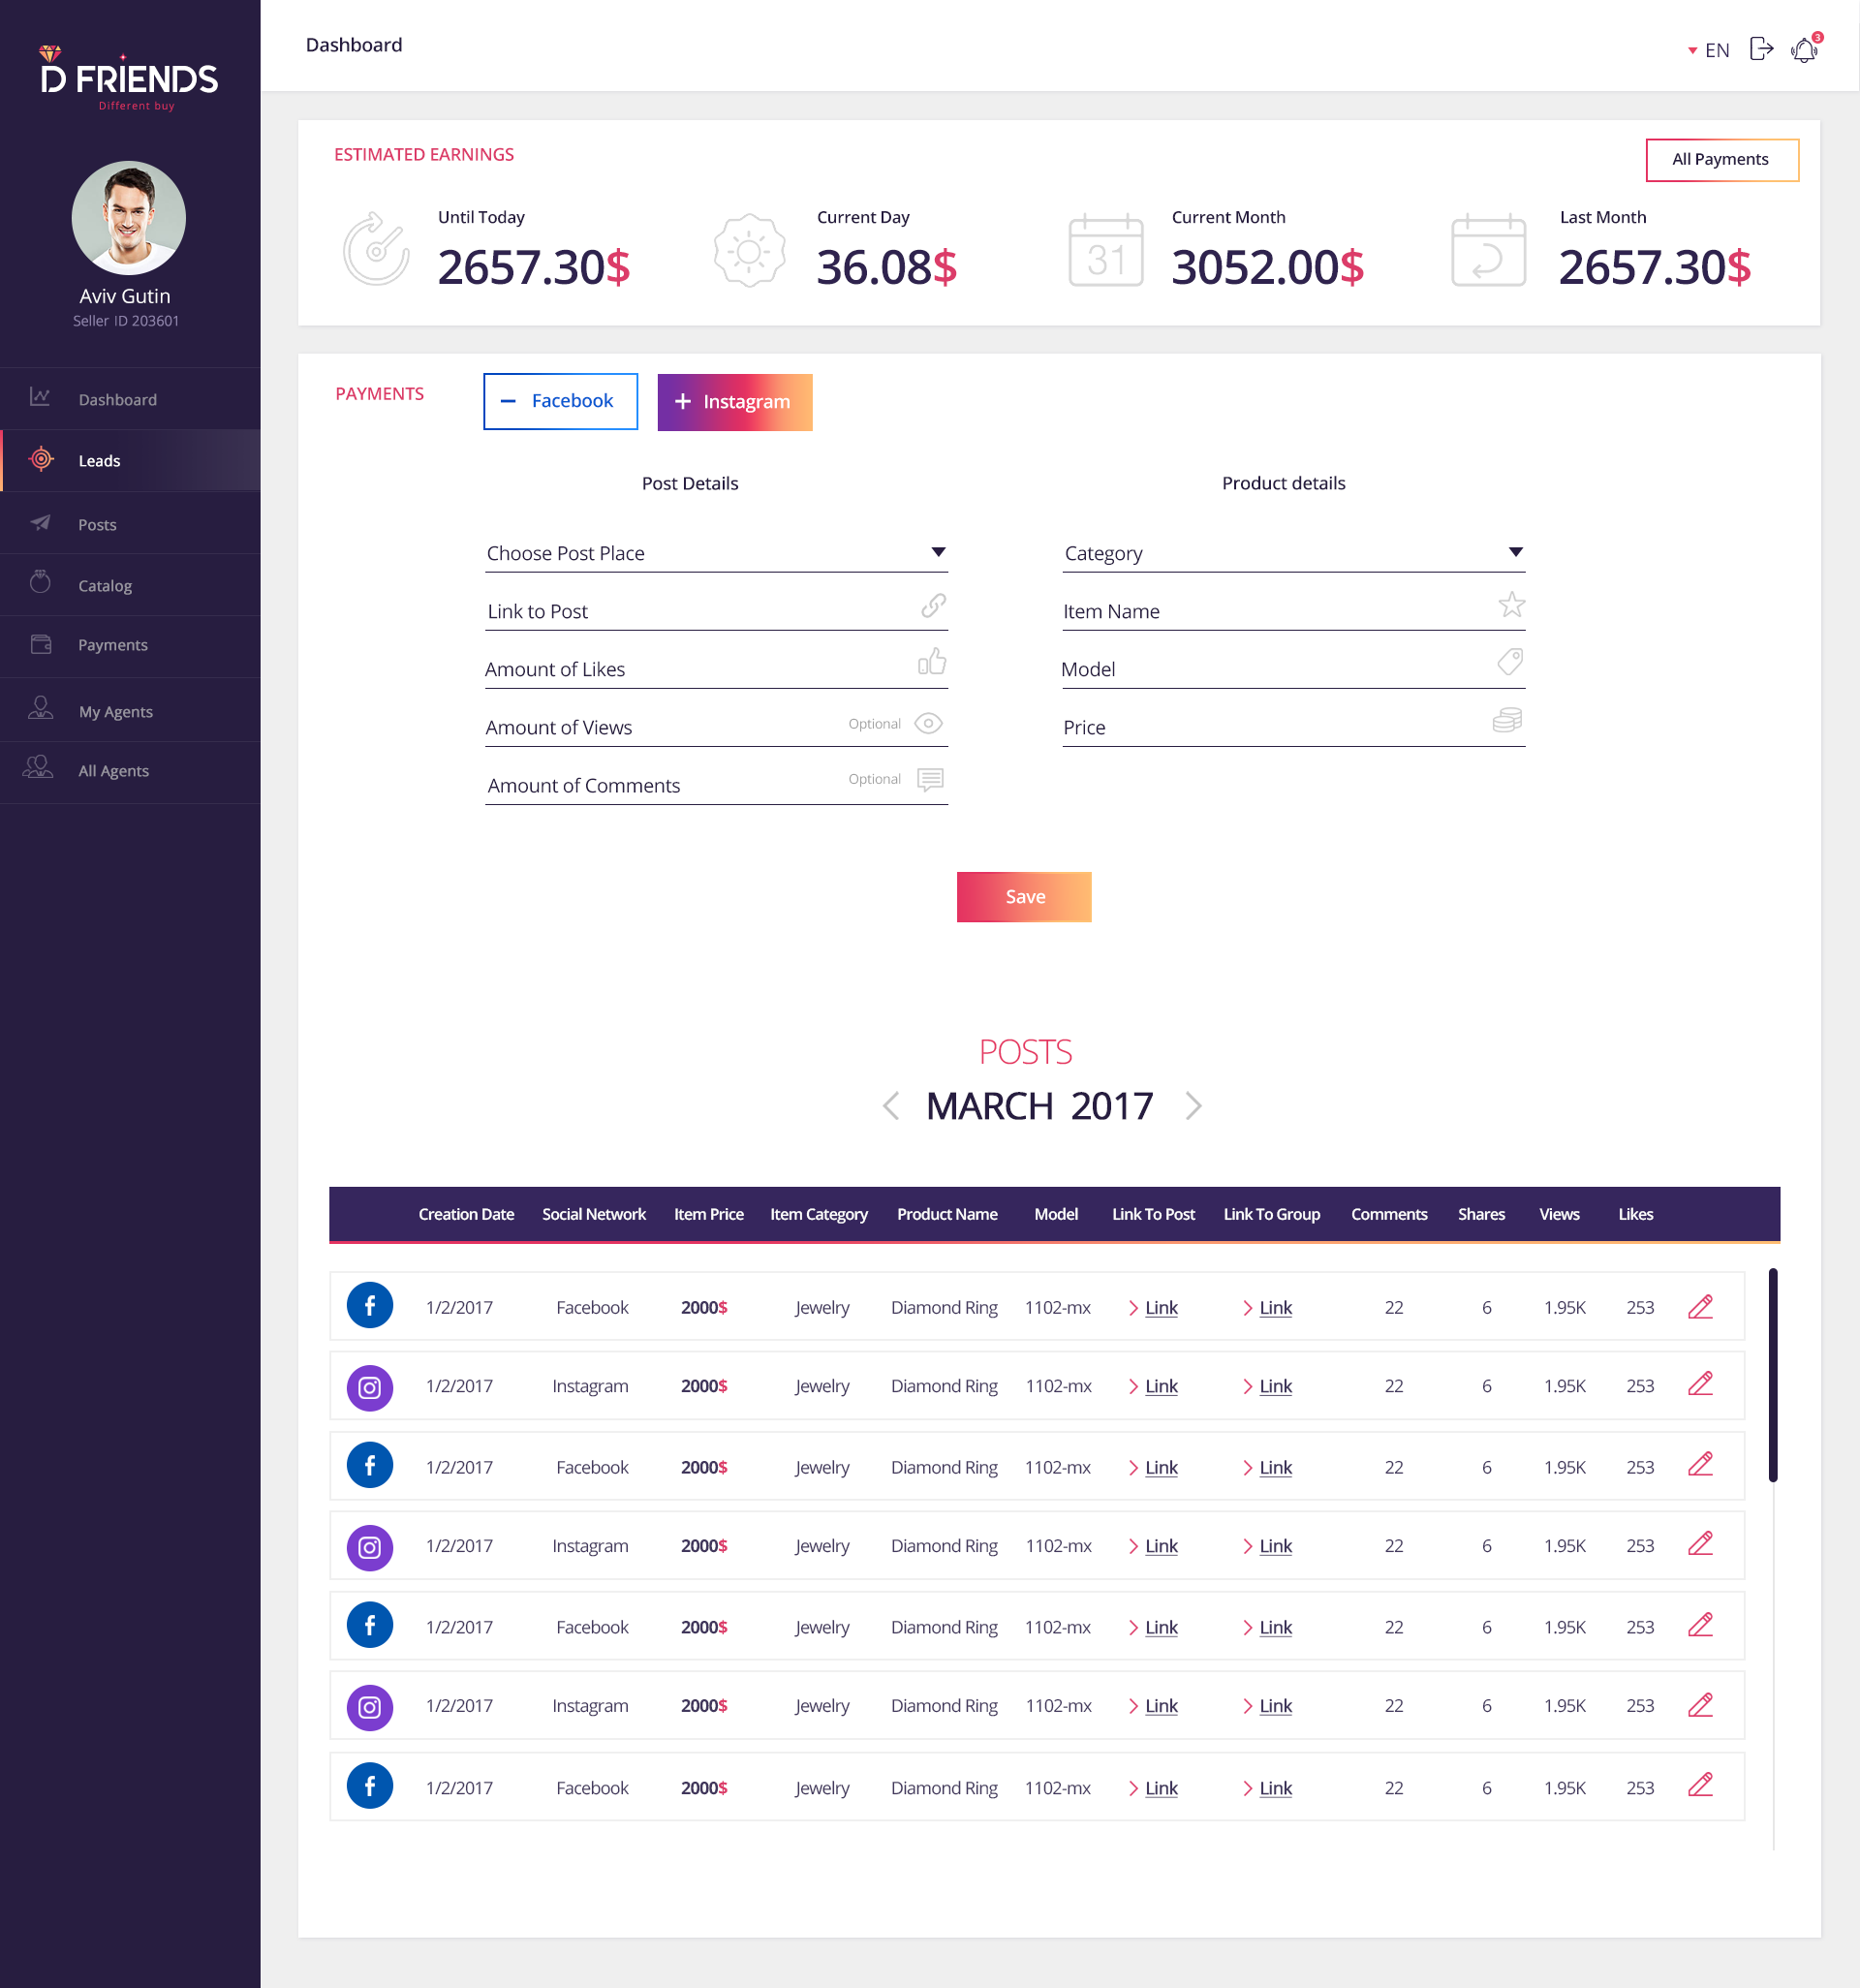 D FRIENDS
Different buy
Aviv Gutin
Seller ID 203601
Dashboard
Leads
Posts
Catalog
Payments
My Agents
All Agents
Dashboard
EN
3
ESTIMATED EARNINGS
All Payments
Until Today
2657.30$
Current Day
36.08$
31
Current Month
3052.00$
Last Month
2657.30$
PAYMENTS
Facebook
Instagram
Post Details
Choose Post Place
Link to Post
Amount of Likes
Amount of Views Optional
Amount of Comments Optional
Product details
Category
Item Name
Model
Price
Save
POSTS
MARCH 2017
Creation Date Social Network Item Price Item Category Product Name Model Link To Post Link To Group Comments Shares Views Likes
1/2/2017 Facebook 2000$ Jewelry Diamond Ring 1102-mx Link Link 22 6 1.95K 253
1/2/2017 Instagram 2000$ Jewelry Diamond Ring 1102-mx Link Link 22 6 1.95K 253
1/2/2017 Facebook 2000$ Jewelry Diamond Ring 1102-mx Link Link 22 6 1.95K 253
1/2/2017 Instagram 2000$ Jewelry Diamond Ring 1102-mx Link Link 22 6 1.95K 253
1/2/2017 Facebook 2000$ Jewelry Diamond Ring 1102-mx Link Link 22 6 1.95K 253
1/2/2017 Instagram 2000$ Jewelry Diamond Ring 1102-mx Link Link 22 6 1.95K 253
1/2/2017 Facebook 2000$ Jewelry Diamond Ring 1102-mx Link Link 22 6 1.95K 253